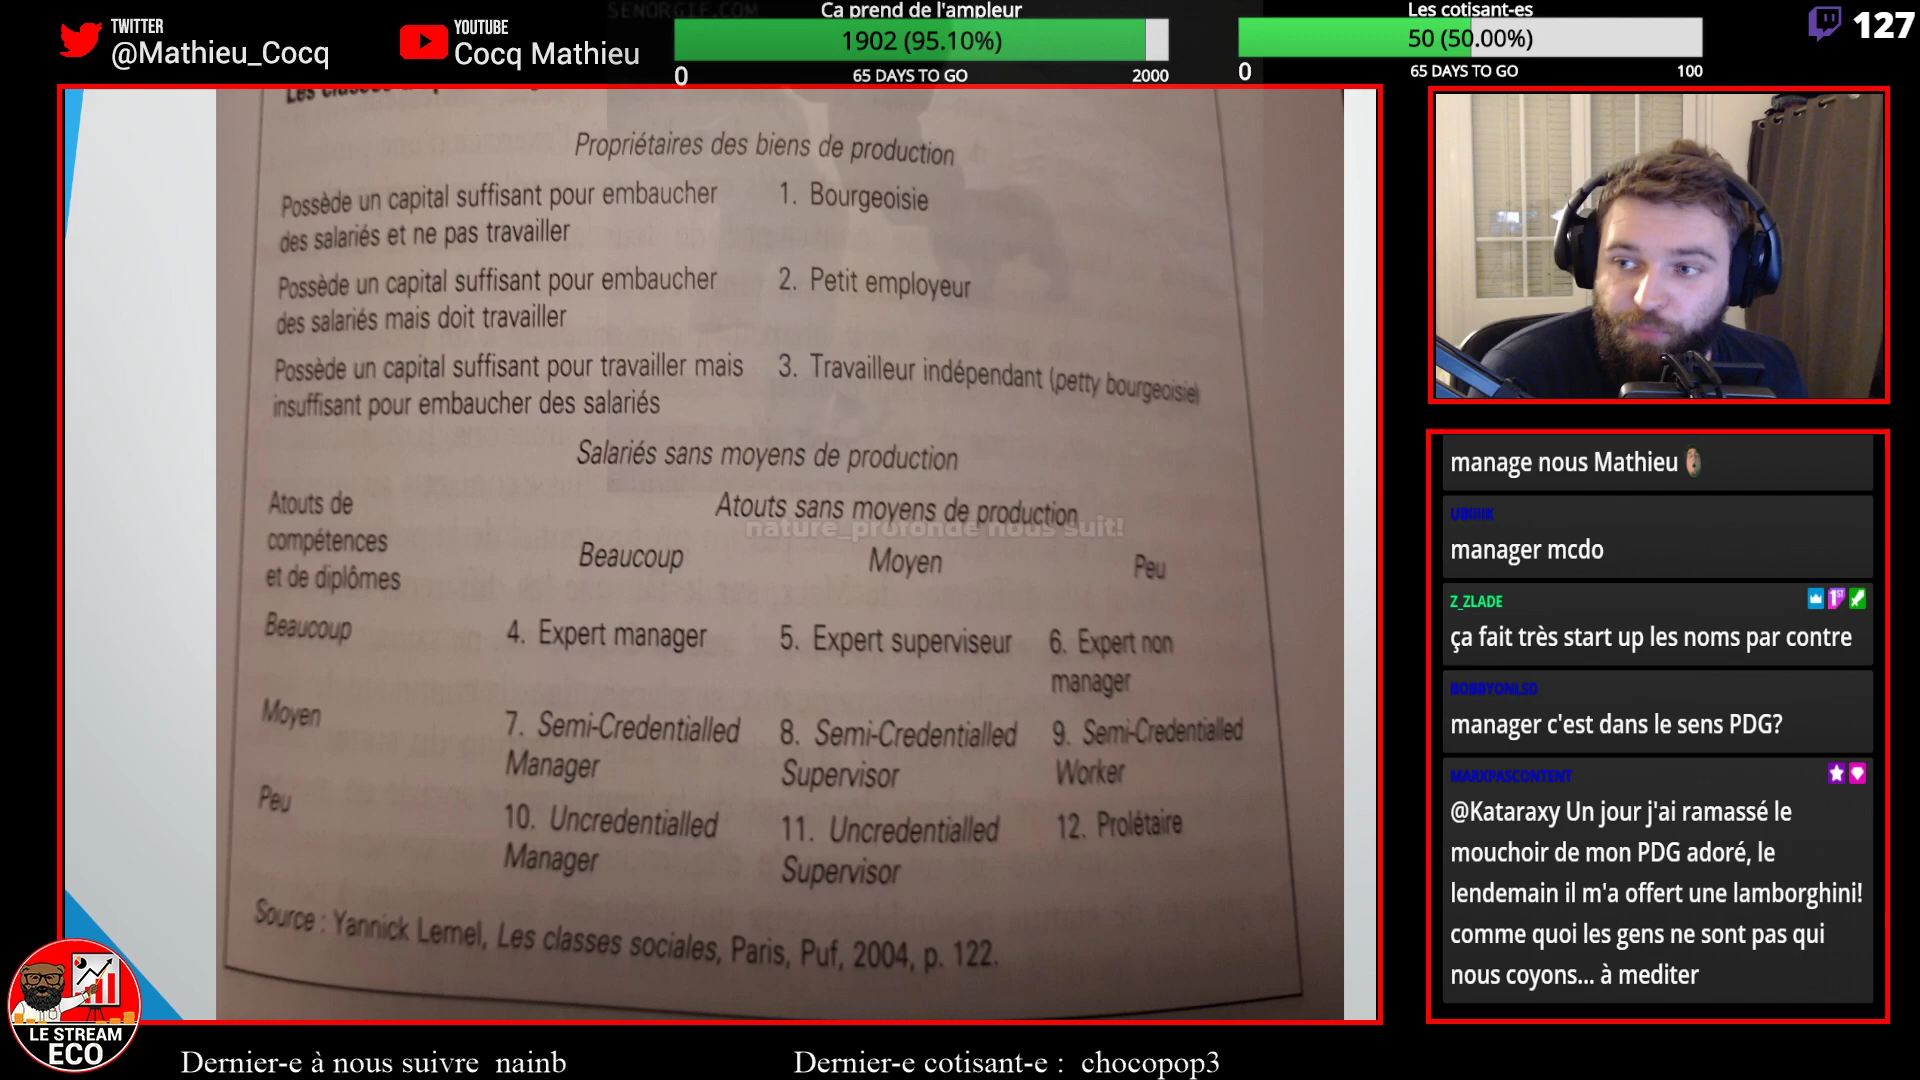 SENORGIF.COM
TWITTER
@Mathieu_Cocq
YOUTUBE
Cocq Mathieu
Ca prend de l'ampleur
1902 (95.10%)
0
65 DAYS TO GO
2000
Les cotisant-es
50 (50.00%)
0
65 DAYS TO GO
100
127
Propriétaires des biens de production
Possède un capital suffisant pour embaucher
des salariés et ne pas travailler
1. Bourgeoisie
Possède un capital suffisant pour embaucher
des salariés mais doit travailler
2. Petit employeur
Possède un capital suffisant pour travailler mais
insuffisant pour embaucher des salariés
3. Travailleur indépendant (petty bourgeoisie)
Salariés sans moyens de production
Atouts de
compétences
et de diplômes
Atouts sans moyens de production
nature_profonde nous suit!
Beaucoup
Moyen
Peu
Beaucoup
4. Expert manager
5. Expert superviseur
6. Expert non
manager
Moyen
7. Semi-Credentialled
Manager
8. Semi-Credentialled
Supervisor
9. Semi-Credentialled
Worker
Peu
10. Uncredentialled
Manager
11. Uncredentialled
Supervisor
12. Prolétaire
Source : Yannick Lemel, Les classes sociales, Paris, Puf, 2004, p. 122.
manage nous Mathieu
UBIIIIK
manager mcdo
Z_ZLADE
1ST
ça fait très start up les noms par contre
BOBBYONLSD
manager c'est dans le sens PDG?
MARXPASCONTENT
@Kataraxy Un jour j'ai ramassé le
mouchoir de mon PDG adoré, le
lendemain il m'a offert une lamborghini!
comme quoi les gens ne sont pas qui
nous coyons... à mediter
LE STREAM
ECO
Dernier-e à nous suivre nainb
Dernier-e cotisant-e : chocopop3